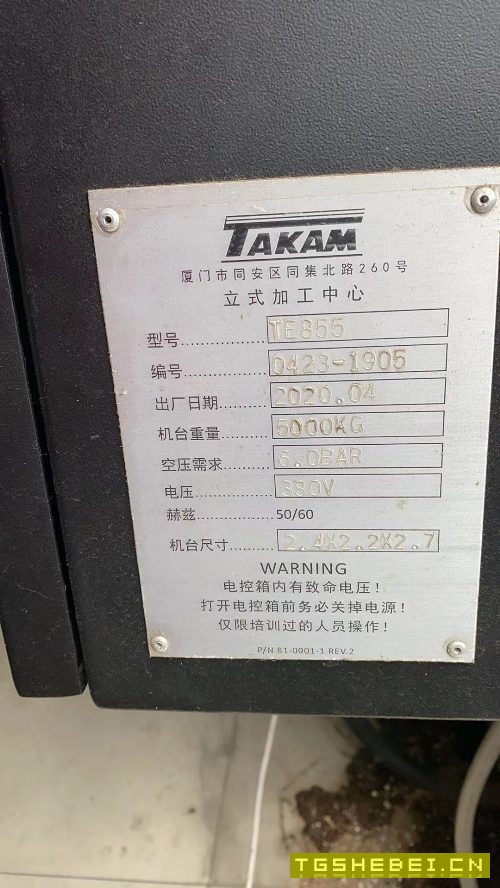 TAKAM
厦门市同安区同集北路260号
立式加工中心
型号.................TE855
编号.................0423-1905
出厂日期..........2020.04
机台重量..........5000KG
空压需求..........6.0BAR
电压.................380V
赫兹.................50/60
机台尺寸.........2.4X2.2X2.7
WARNING
电控箱内有致命电压！
打开电控箱前务必关掉电源！
仅限培训过的人员操作！
P/N 81-0001-1 REV.2
TGSHEBEI.CN